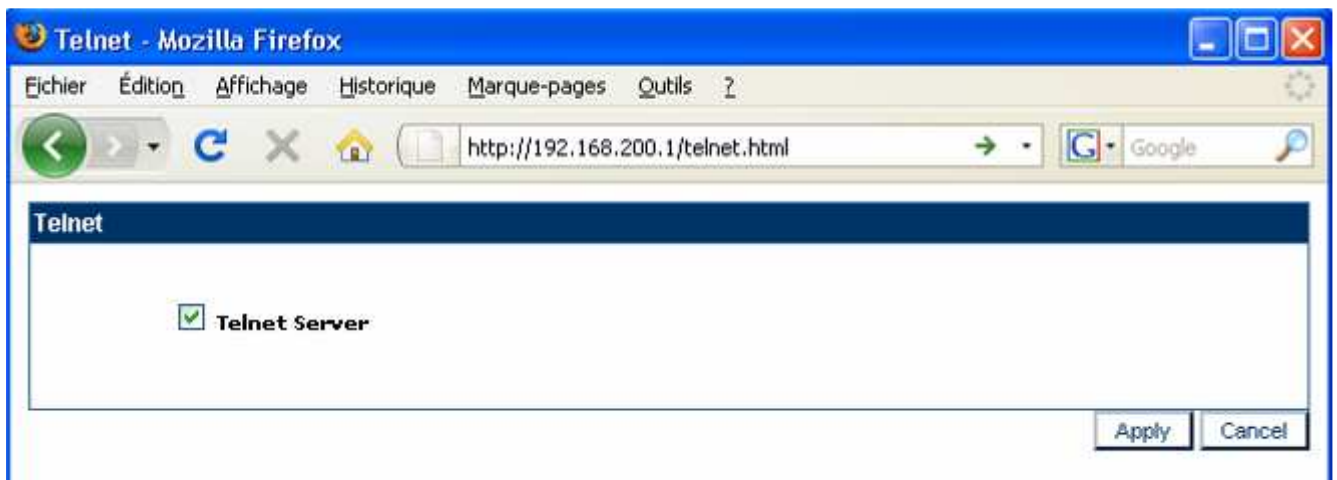 Telnet - Mozilla Firefox
Fichier Édition Affichage Historique Marque-pages Outils ?
http://192.168.200.1/telnet.html G Google
Telnet
Telnet Server
Apply Cancel